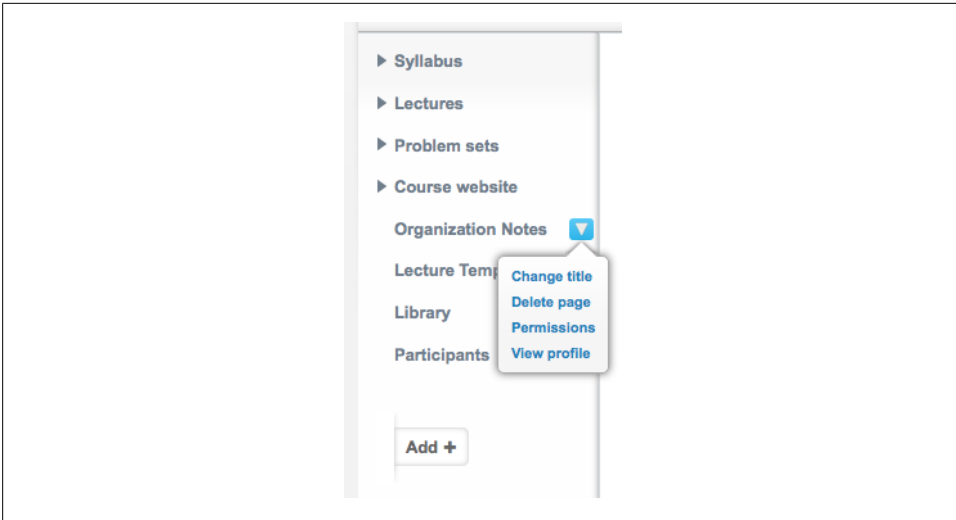 Syllabus
Lectures
Problem sets
Course website
Organization Notes
Lecture Temp
Library
Participants
Change title
Delete page
Permissions
View profile
Add +